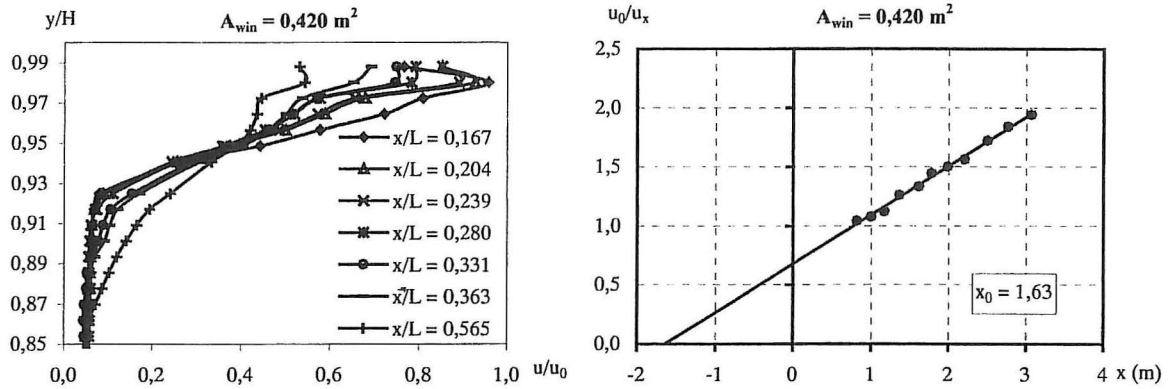 y/H
A_win = 0,420 m²
0,99
0,97
0,95
0,93
0,91
0,89
0,87
0,85
x/L = 0,167
x/L = 0,204
x/L = 0,239
x/L = 0,280
x/L = 0,331
x/L = 0,363
x/L = 0,565
0,0 0,2 0,4 0,6 0,8 1,0
u/u₀
u₀/uₓ
A_win = 0,420 m²
2,5
2,0
1,5
1,0
0,5
0,0
x₀ = 1,63
-2 -1 0 1 2 3 4
x (m)